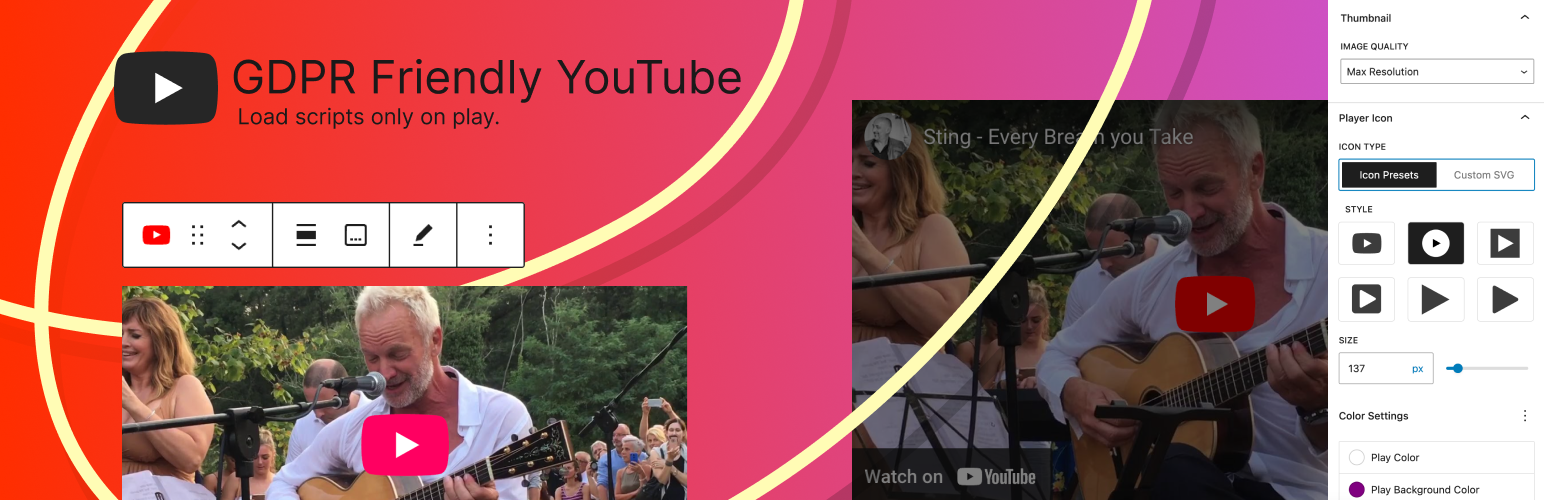 GDPR Friendly YouTube
Load scripts only on play.
Sting - Every Breath you Take
Watch on YouTube
Thumbnail
IMAGE QUALITY
Max Resolution
Player Icon
ICON TYPE
Icon Presets Custom SVG
STYLE
SIZE
137 px
Color Settings
Play Color
Play Background Color